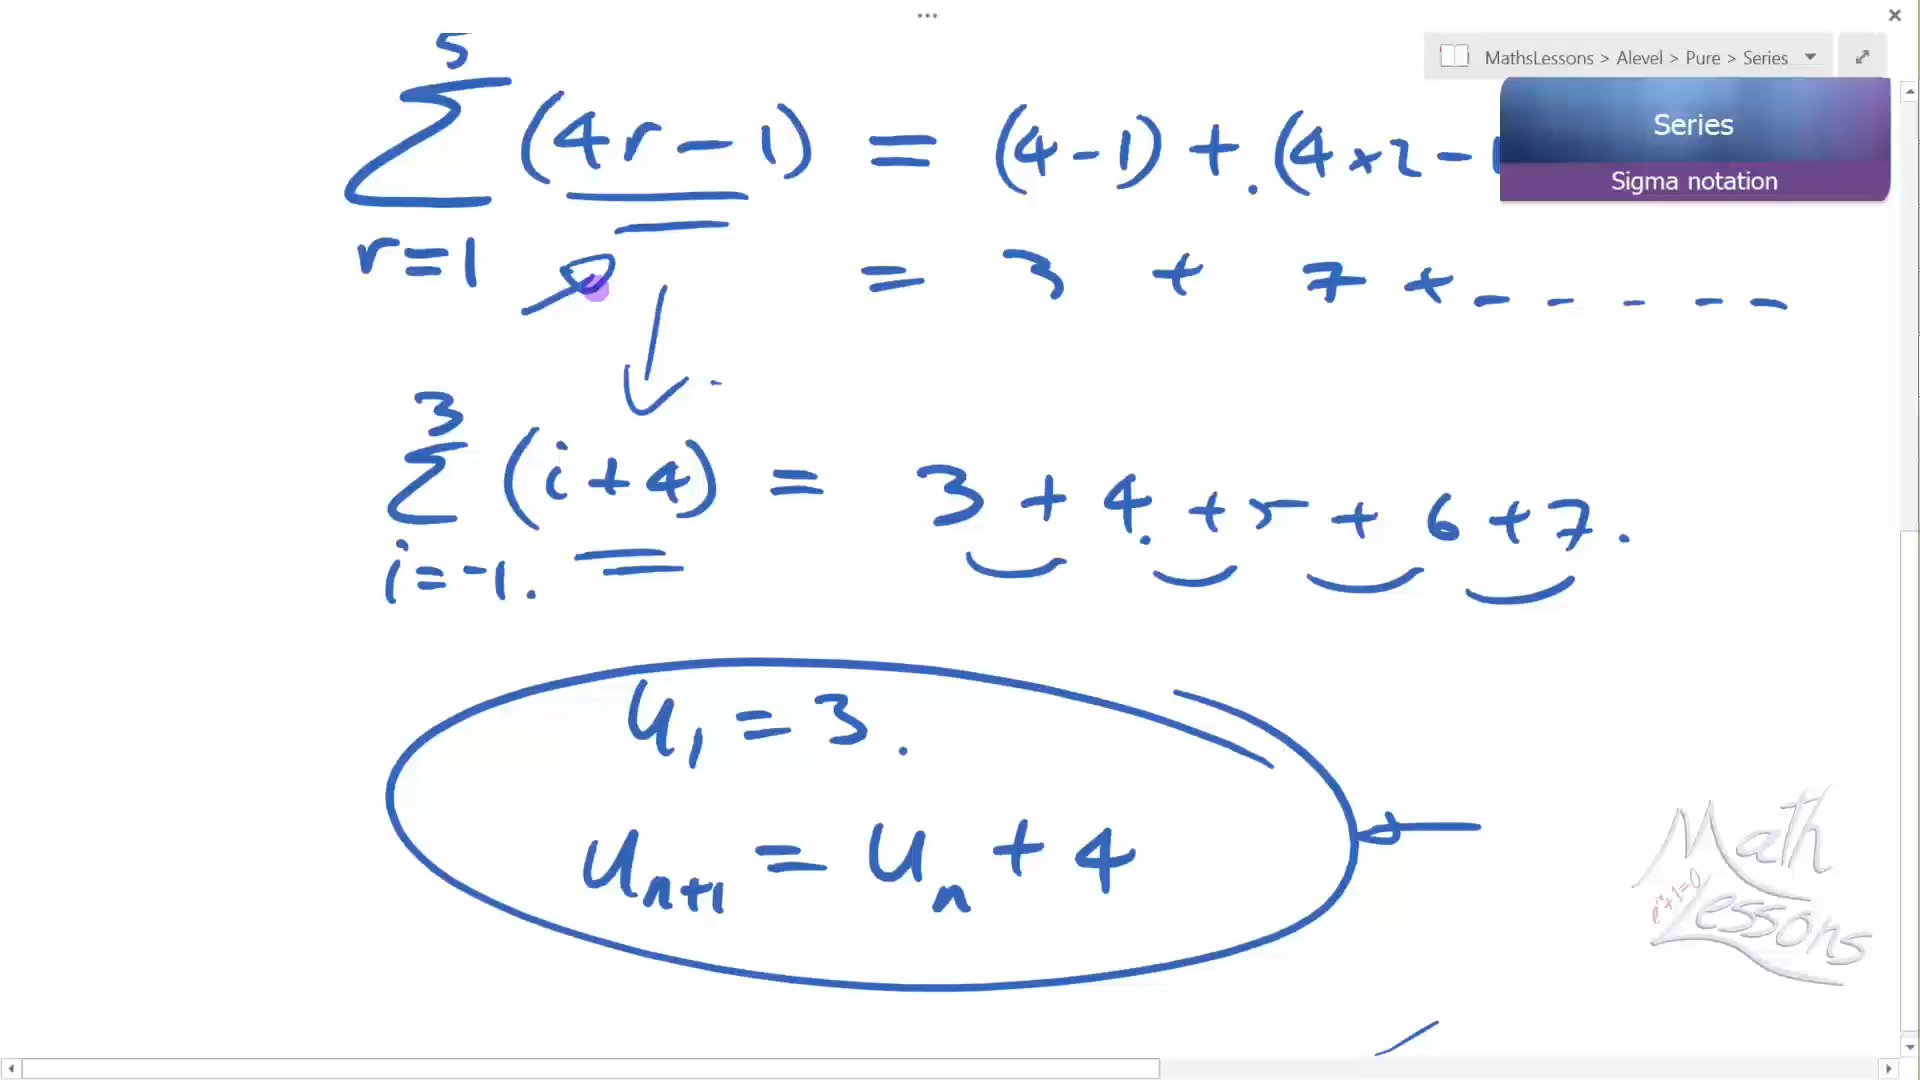 ...
MathsLessons > Alevel > Pure > Series
Series
Sigma notation
5
∑ (4r − 1) = (4 − 1) + (4 × 2 − 1
r = 1
= 3 + 7 + - - - - -
3
∑ (i + 4) = 3 + 4 + 5 + 6 + 7.
i = -1.
u₁ = 3.
uₙ₊₁ = uₙ + 4
Math
Lessons